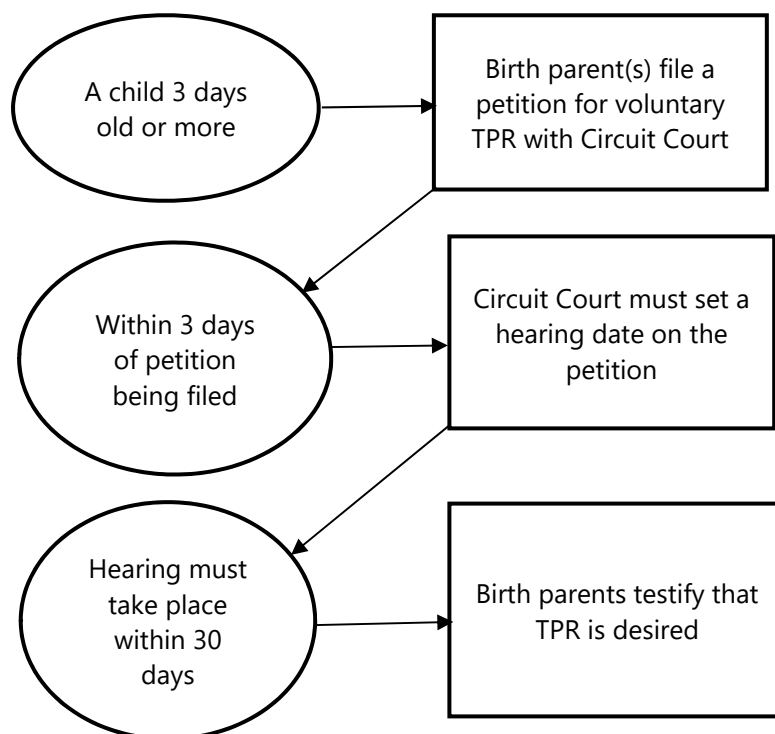 A child 3 days
old or more
Birth parent(s) file a
petition for voluntary
TPR with Circuit Court
Within 3 days
of petition
being filed
Circuit Court must set a
hearing date on the
petition
Hearing must
take place
within 30
days
Birth parents testify that
TPR is desired